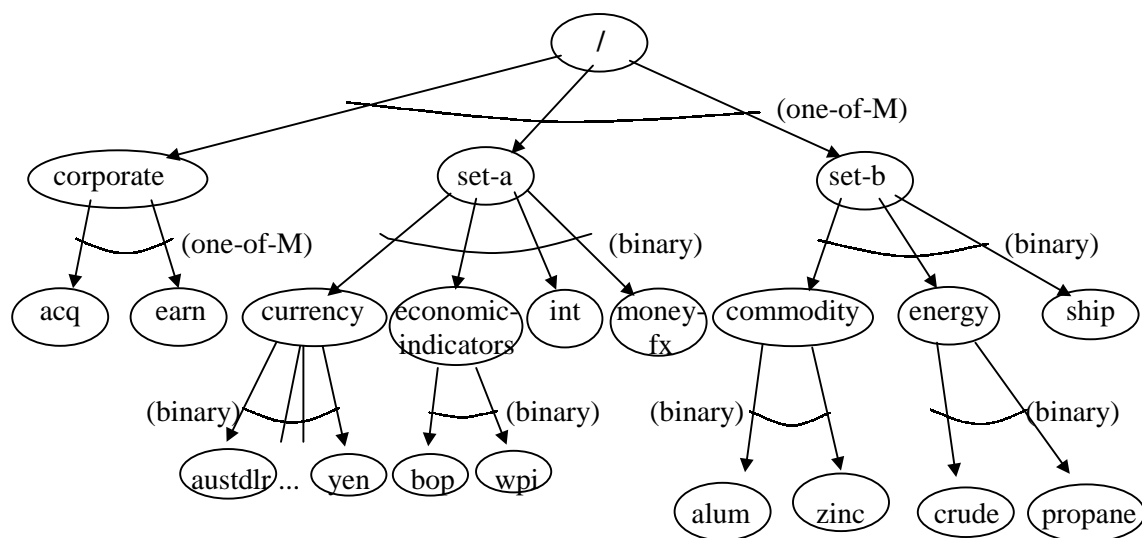 /
(one-of-M)
corporate
set-a
set-b
(one-of-M)
(binary)
(binary)
acq
earn
currency
economic-
indicators
int
money-
fx
commodity
energy
ship
(binary)
(binary)
(binary)
(binary)
austdlr
...
yen
bop
wpi
alum
zinc
crude
propane